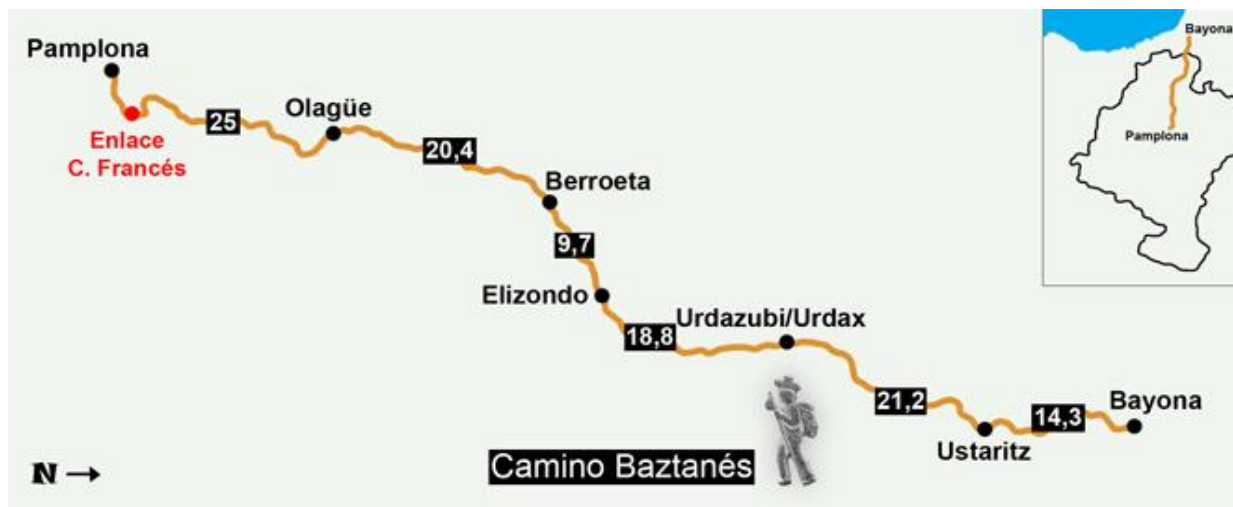 Pamplona
Enlace
C. Francés
25
Olagüe
20,4
Berroeta
9,7
Elizondo
18,8
Urdazubi/Urdax
21,2
Ustaritz
14,3
Bayona
Camino Baztanés
N
Bayona
Pamplona